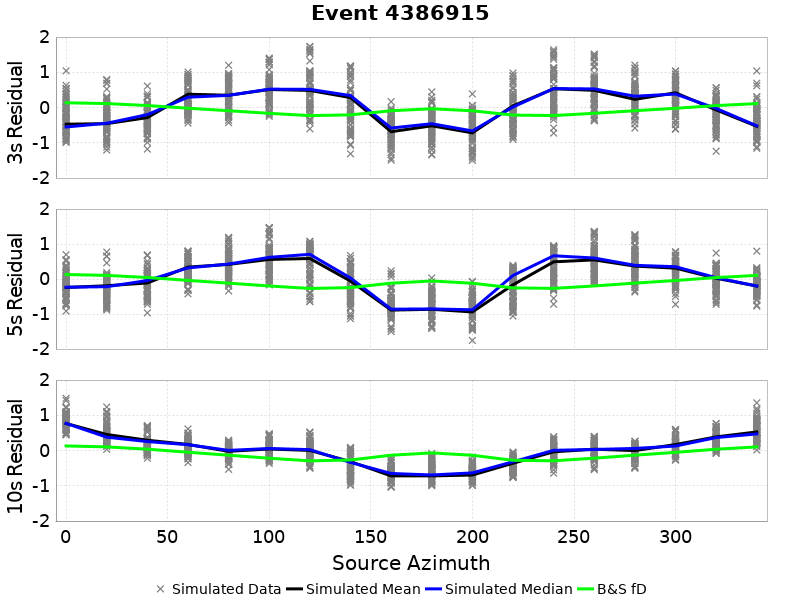 Event 4386915
3s Residual
2
1
0
-1
-2
5s Residual
2
1
0
-1
-2
10s Residual
2
1
0
-1
-2
0 50 100 150 200 250 300
Source Azimuth
Simulated Data Simulated Mean Simulated Median B&S fD